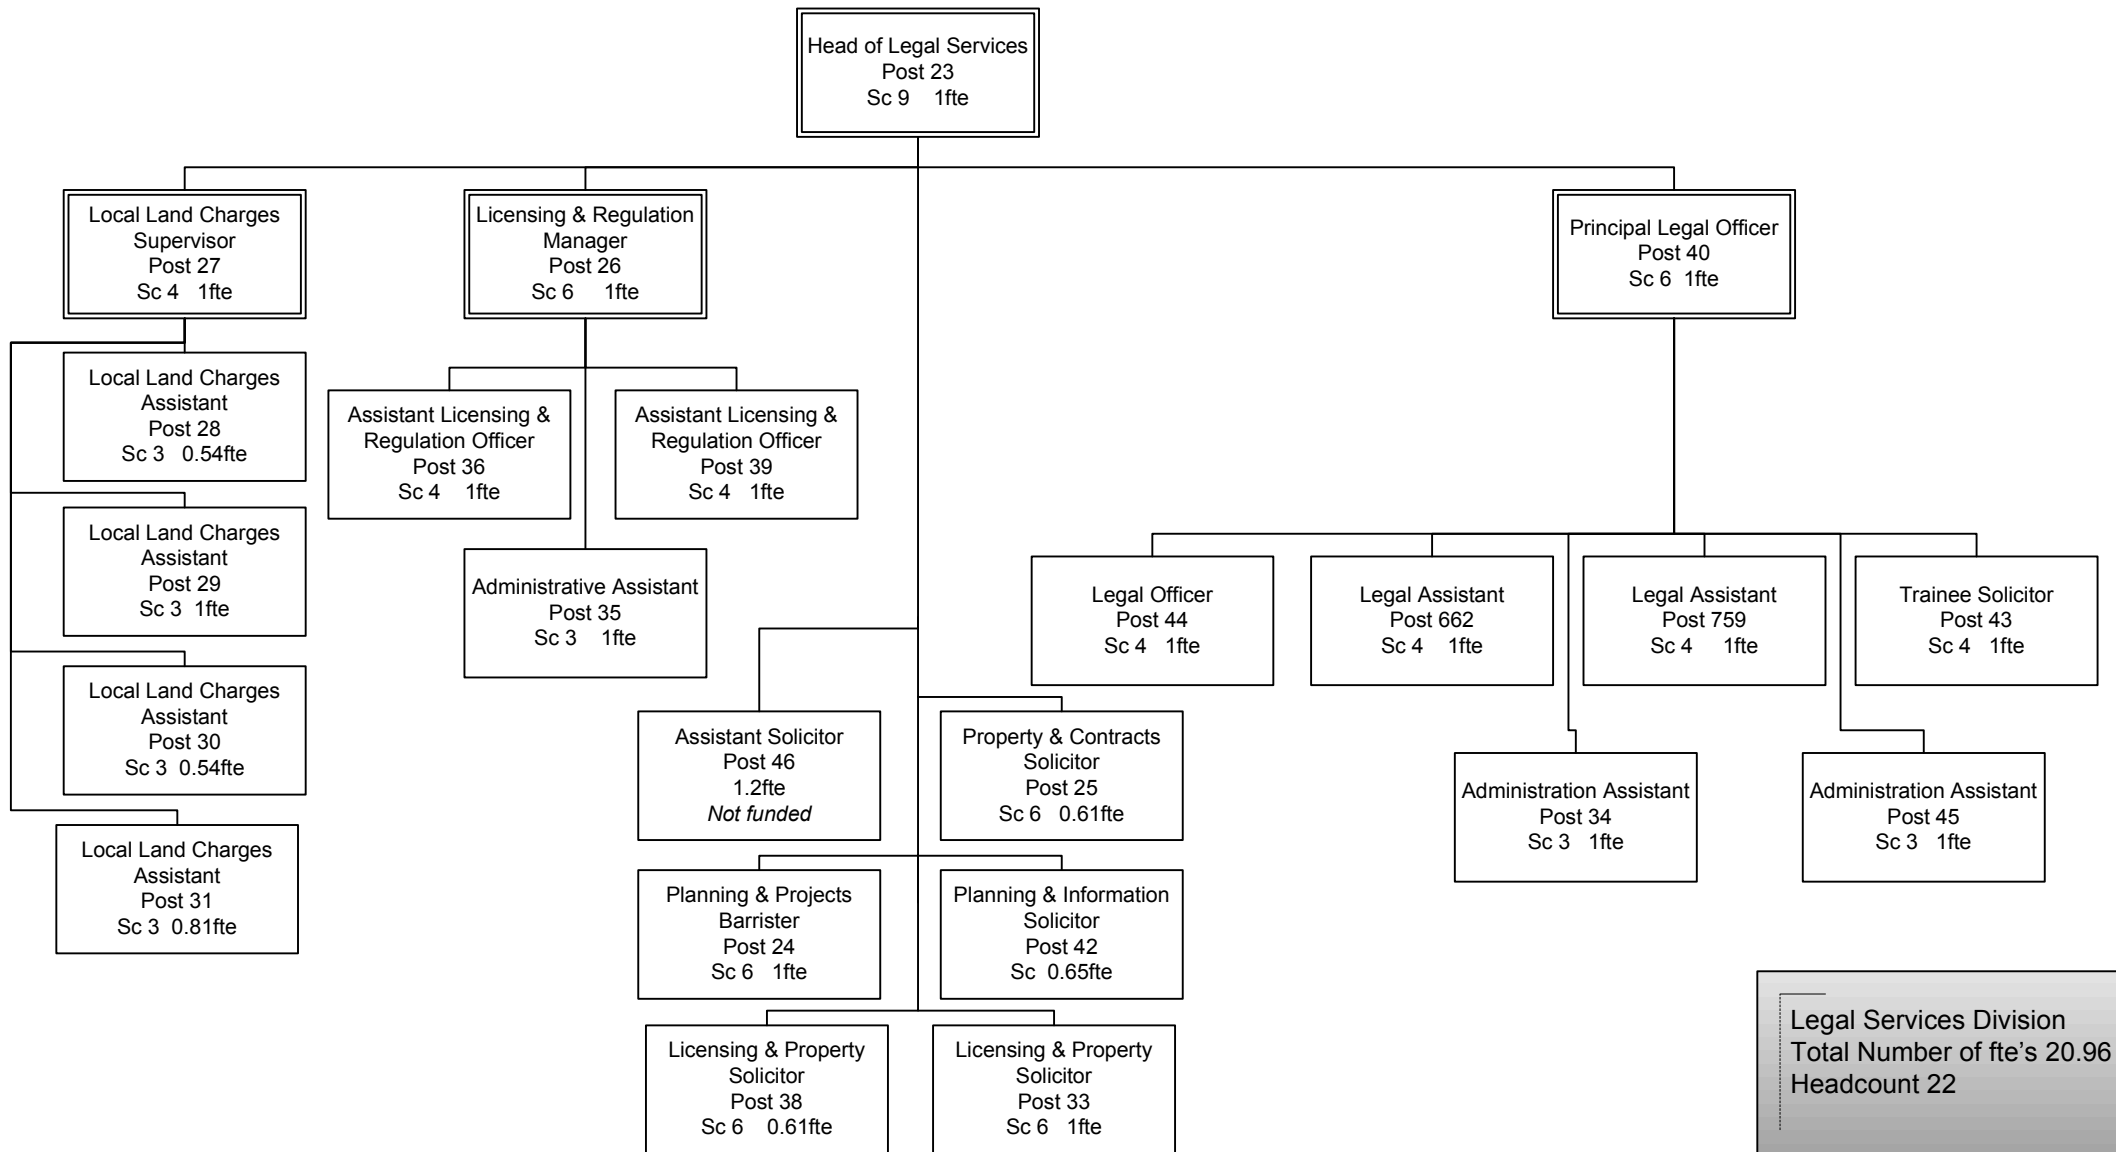 Head of Legal Services
Post 23
Sc 9 1fte
Local Land Charges
Supervisor
Post 27
Sc 4 1fte
Licensing & Regulation
Manager
Post 26
Sc 6 1fte
Principal Legal Officer
Post 40
Sc 6 1fte
Local Land Charges
Assistant
Post 28
Sc 3 0.54fte
Local Land Charges
Assistant
Post 29
Sc 3 1fte
Local Land Charges
Assistant
Post 30
Sc 3 0.54fte
Local Land Charges
Assistant
Post 31
Sc 3 0.81fte
Assistant Licensing &
Regulation Officer
Post 36
Sc 4 1fte
Assistant Licensing &
Regulation Officer
Post 39
Sc 4 1fte
Administrative Assistant
Post 35
Sc 3 1fte
Assistant Solicitor
Post 46
1.2fte
Not funded
Property & Contracts
Solicitor
Post 25
Sc 6 0.61fte
Planning & Projects
Barrister
Post 24
Sc 6 1fte
Planning & Information
Solicitor
Post 42
Sc 0.65fte
Licensing & Property
Solicitor
Post 38
Sc 6 0.61fte
Licensing & Property
Solicitor
Post 33
Sc 6 1fte
Legal Officer
Post 44
Sc 4 1fte
Legal Assistant
Post 662
Sc 4 1fte
Legal Assistant
Post 759
Sc 4 1fte
Trainee Solicitor
Post 43
Sc 4 1fte
Administration Assistant
Post 34
Sc 3 1fte
Administration Assistant
Post 45
Sc 3 1fte
Legal Services Division
Total Number of fte's 20.96
Headcount 22